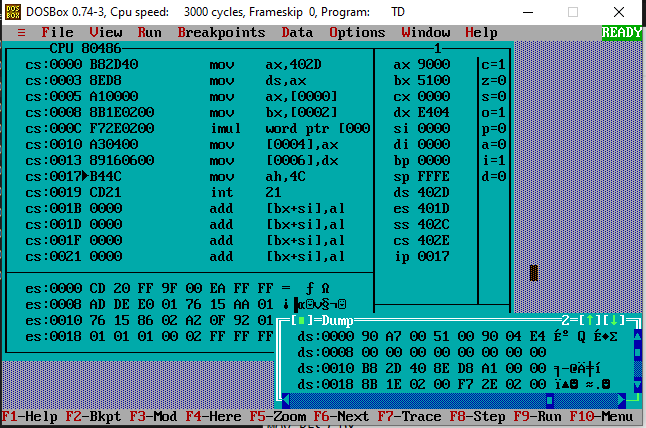 DOSBox 0.74-3, Cpu speed: 3000 cycles, Frameskip 0, Program: TD
≡ File View Run Breakpoints Data Options Window Help READY
CPU 80486 1
cs:0000 B82D40 mov ax,402D ax 9000 c=1
cs:0003 8ED8 mov ds,ax bx 5100 z=0
cs:0005 A10000 mov ax,[0000] cx 0000 s=0
cs:0008 8B1E0200 mov bx,[0002] dx E404 o=1
cs:000C F72E0200 imul word ptr [000 si 0000 p=0
cs:0010 A30400 mov [0004],ax di 0000 a=0
cs:0013 89160600 mov [0006],dx bp 0000 i=1
cs:0017►B44C mov ah,4C sp FFFE d=0
cs:0019 CD21 int 21 ds 402D
cs:001B 0000 add [bx+si],al es 401D
cs:001D 0000 add [bx+si],al ss 402C
cs:001F 0000 add [bx+si],al cs 402E
cs:0021 0000 add [bx+si],al ip 0017
es:0000 CD 20 FF 9F 00 EA FF FF = ƒ Ω
es:0008 AD DE E0 01 76 15 AA 01 ¡▐α☺v§¬☺
es:0010 76 15 86 02 A2 0F 92 01
es:0018 01 01 01 00 02 FF FF FF
[■]=Dump 2=[↑][↓]
ds:0000 90 A7 00 51 00 90 04 E4 Éº Q É♦Σ
ds:0008 00 00 00 00 00 00 00 00
ds:0010 B8 2D 40 8E D8 A1 00 00 ╕-@Ä╪í
ds:0018 8B 1E 02 00 F7 2E 02 00 ï▲☻ ≈.☻
F1-Help F2-Bkpt F3-Mod F4-Here F5-Zoom F6-Next F7-Trace F8-Step F9-Run F10-Menu